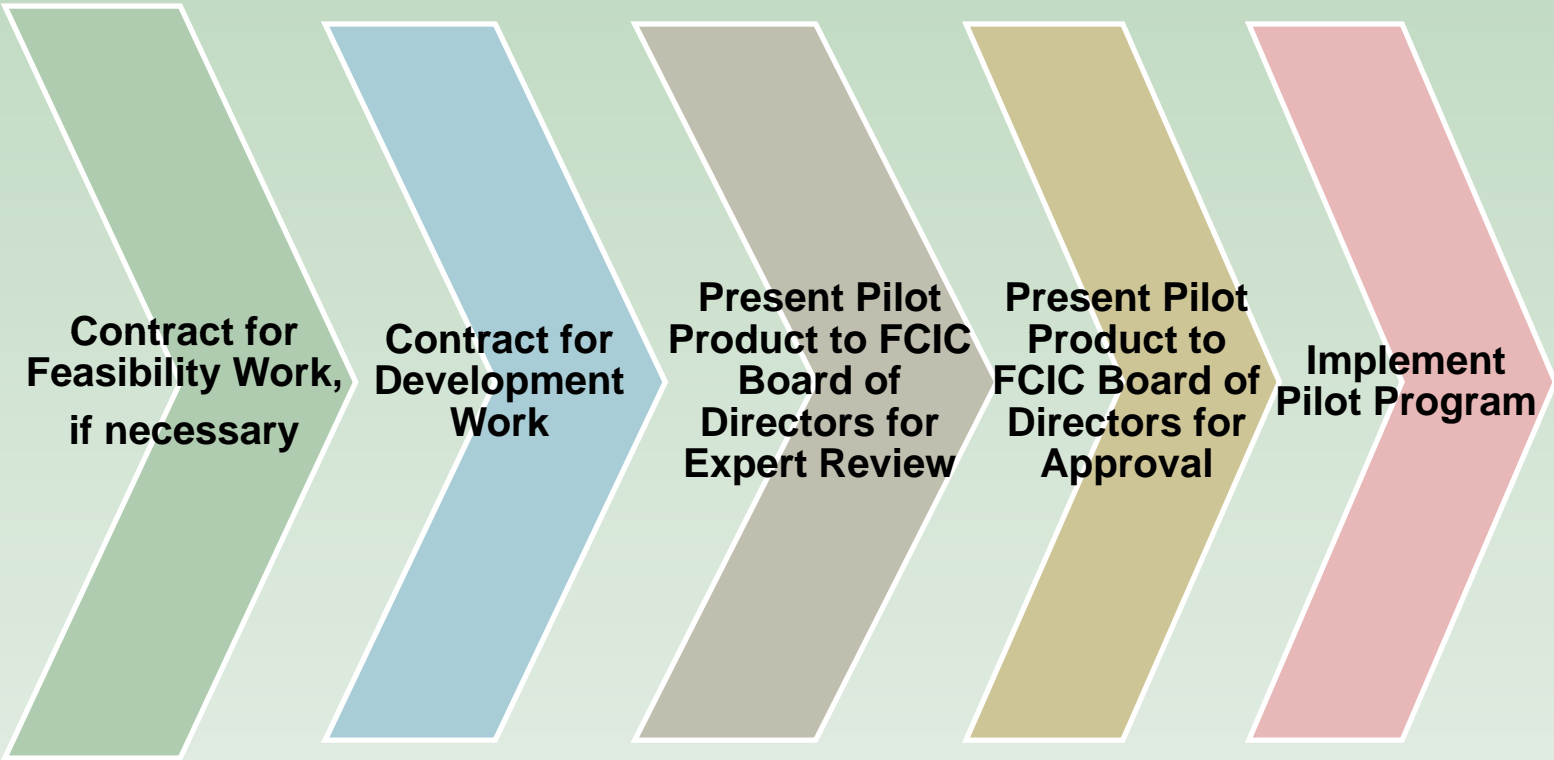 Contract for
Feasibility Work,
if necessary
Contract for
Development
Work
Present Pilot
Product to FCIC
Board of
Directors for
Expert Review
Present Pilot
Product to
FCIC Board of
Directors for
Approval
Implement
Pilot Program